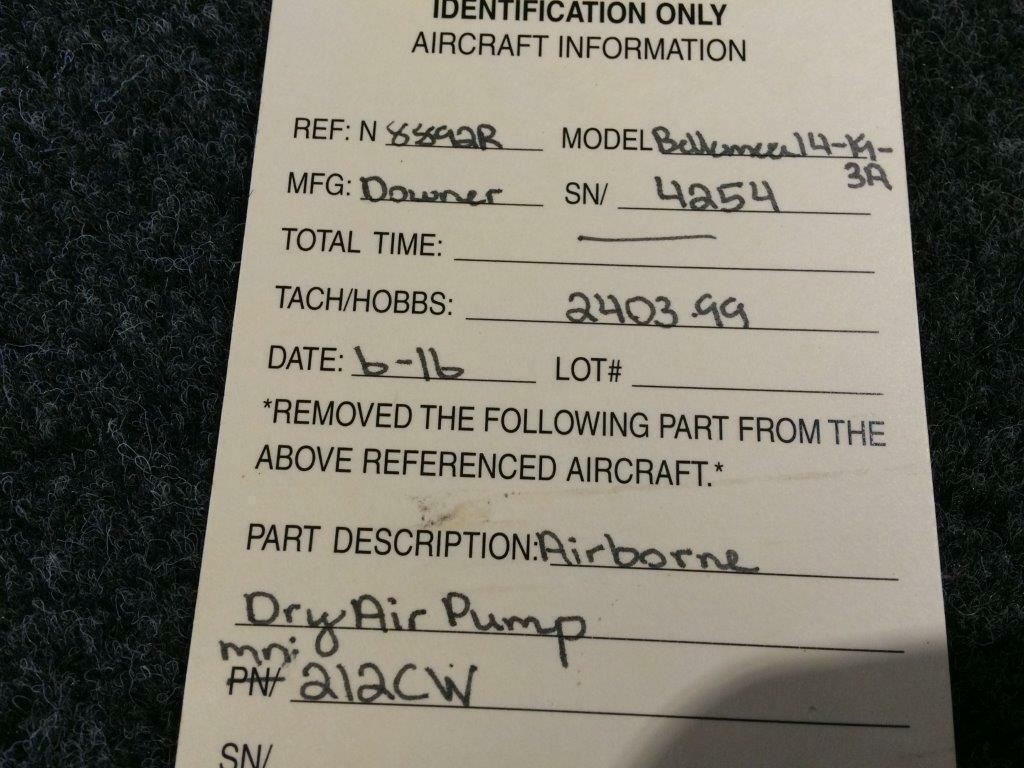 IDENTIFICATION ONLY
AIRCRAFT INFORMATION
REF: N 8892R MODEL Bellanca 14-19-
3A
MFG: Downer SN/ 4254
TOTAL TIME: —
TACH/HOBBS: 2403.99
DATE: 6-16 LOT#
*REMOVED THE FOLLOWING PART FROM THE
ABOVE REFERENCED AIRCRAFT.*
PART DESCRIPTION: Airborne
Dry Air Pump
mn:
PN/ 212CW
SN/